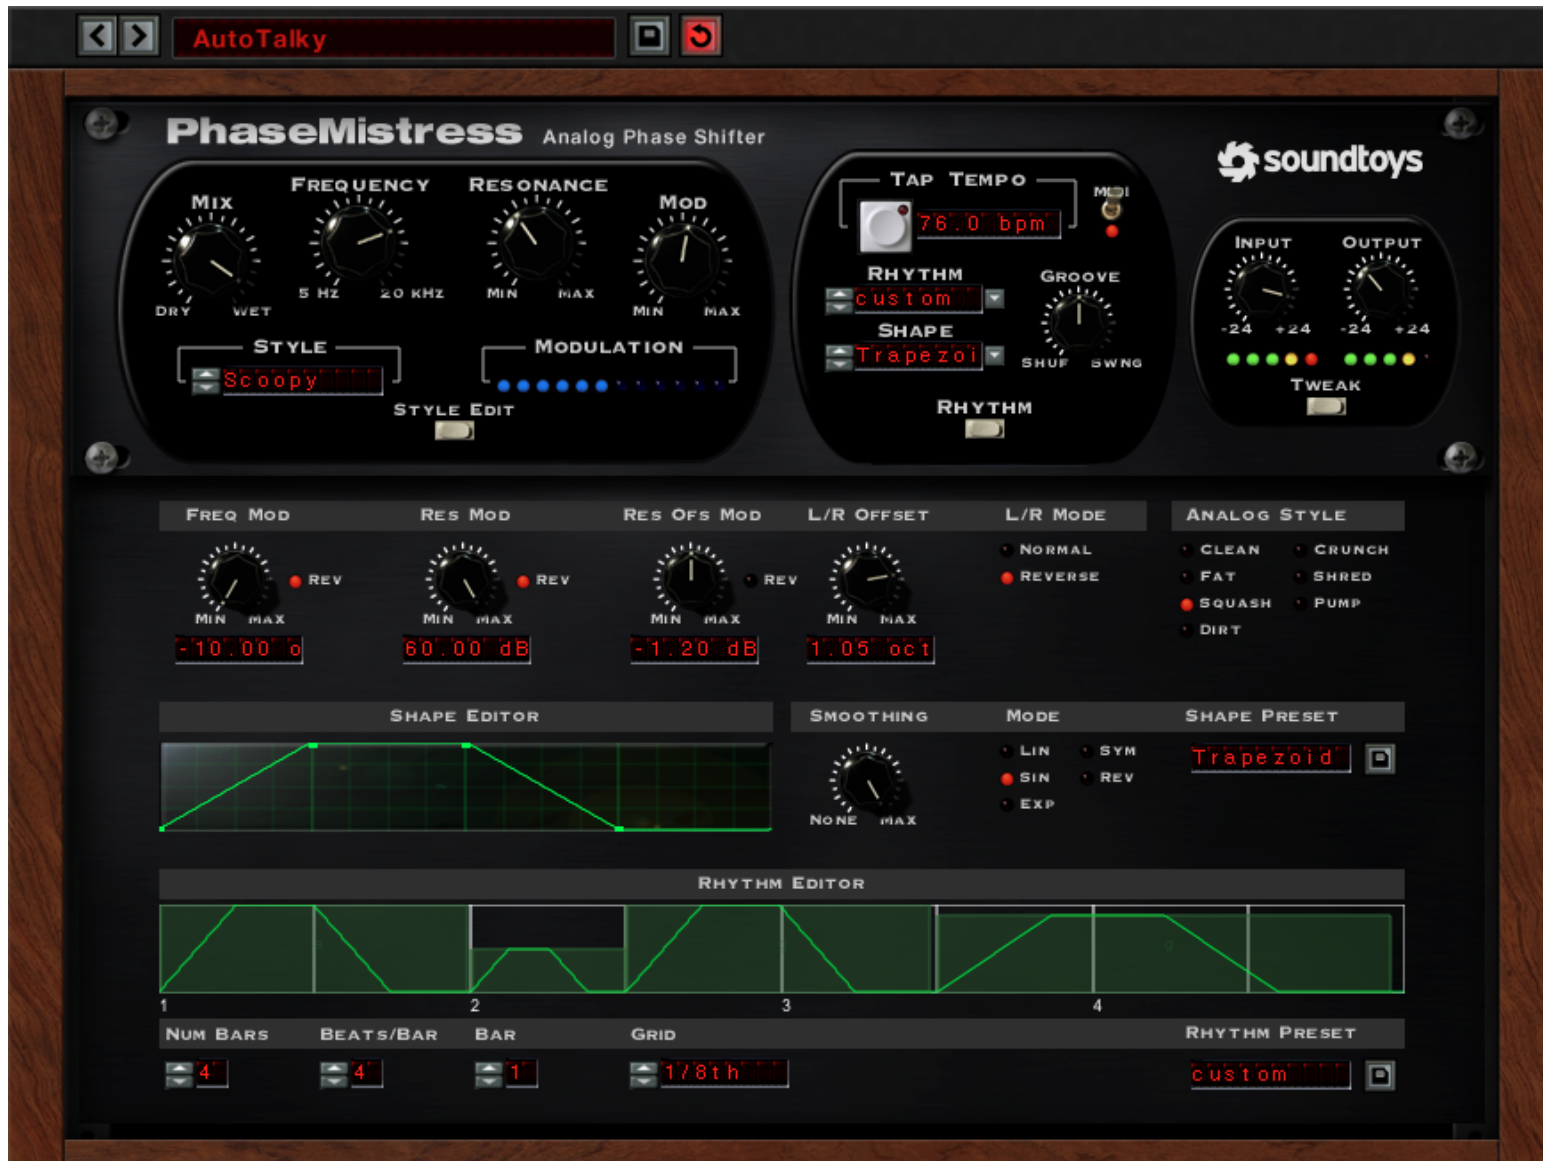 AutoTalky
PhaseMistress Analog Phase Shifter
soundtoys
MIX
FREQUENCY
RESONANCE
MOD
DRY WET
5 HZ 20 KHZ
MIN MAX
MIN MAX
STYLE
Scoopy
MODULATION
STYLE EDIT
TAP TEMPO
76.0 bpm
MIDI
RHYTHM
custom
SHAPE
Trapezoi
GROOVE
SHUF SWNG
RHYTHM
INPUT OUTPUT
-24 +24 -24 +24
TWEAK
FREQ MOD RES MOD RES OFS MOD L/R OFFSET L/R MODE ANALOG STYLE
REV REV REV
MIN MAX MIN MAX MIN MAX MIN MAX
-10.00 o 60.00 dB -1.20 dB 1.05 oct
NORMAL
REVERSE
CLEAN CRUNCH
FAT SHRED
SQUASH PUMP
DIRT
SHAPE EDITOR SMOOTHING MODE SHAPE PRESET
NONE MAX
LIN SYM
SIN REV
EXP
Trapezoid
RHYTHM EDITOR
1 2 3 4
NUM BARS BEATS/BAR BAR GRID RHYTHM PRESET
4 4 1 1/8th custom